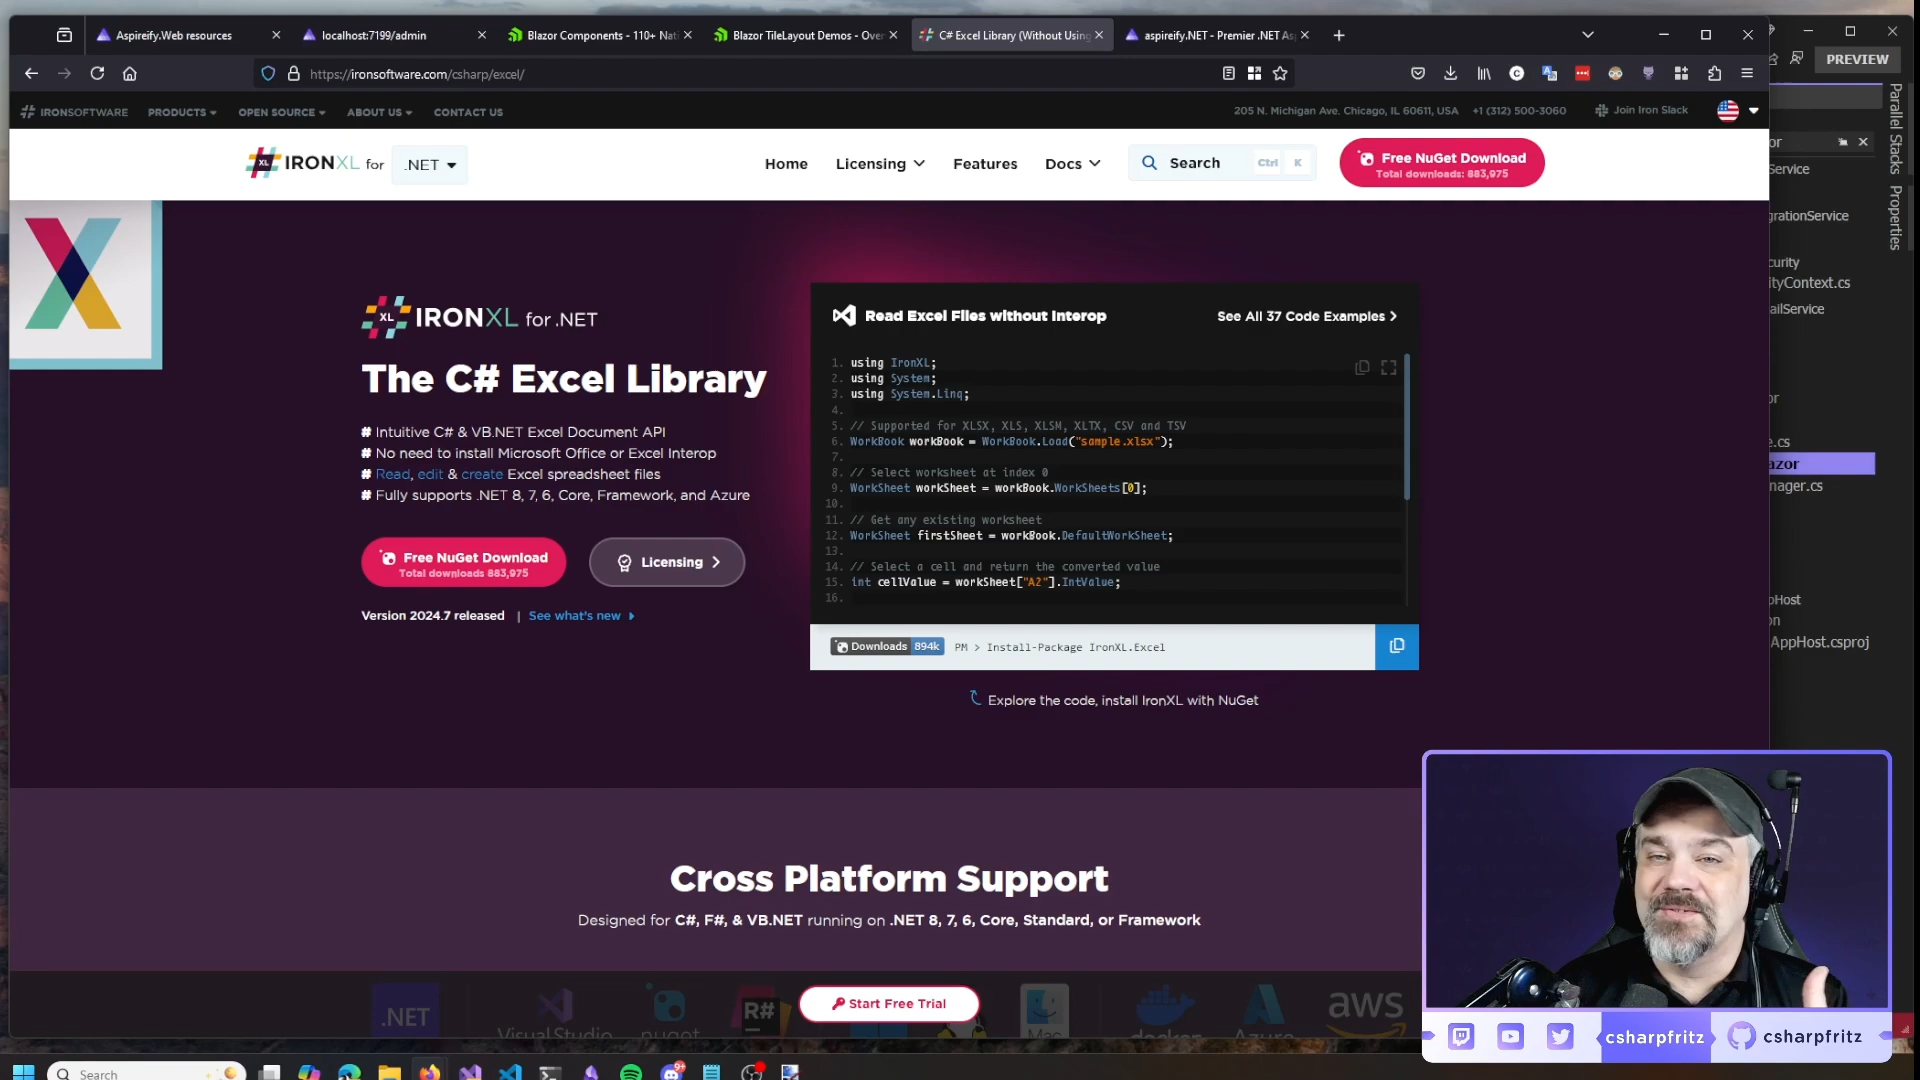 Aspireify.Web resources
localhost:7199/admin
Blazor Components - 110+ Nati
Blazor TileLayout Demos - Over
C# Excel Library (Without Using
aspireify.NET - Premier .NET As
PREVIEW
https://ironsoftware.com/csharp/excel/
IRONSOFTWARE PRODUCTS OPEN SOURCE ABOUT US CONTACT US
205 N. Michigan Ave. Chicago, IL 60611, USA +1 (312) 500-3060 Join Iron Slack
XL IRONXL for .NET
Home Licensing Features Docs Search Ctrl K
Free NuGet Download
Total downloads: 883,975
Parallel Stacks
Properties
or
Service
grationService
curity
ityContext.cs
ailService
or
e.cs
azor
nager.cs
pHost
on
AppHost.csproj
XL IRONXL for .NET
The C# Excel Library
# Intuitive C# & VB.NET Excel Document API
# No need to install Microsoft Office or Excel Interop
# Read, edit & create Excel spreadsheet files
# Fully supports .NET 8, 7, 6, Core, Framework, and Azure
Free NuGet Download
Total downloads 883,975
Licensing
Version 2024.7 released | See what's new
Read Excel Files without Interop
See All 37 Code Examples
1. using IronXL;
2. using System;
3. using System.Linq;
4.
5. // Supported for XLSX, XLS, XLSM, XLTX, CSV and TSV
6. WorkBook workBook = WorkBook.Load("sample.xlsx");
7.
8. // Select worksheet at index 0
9. WorkSheet workSheet = workBook.WorkSheets[0];
10.
11. // Get any existing worksheet
12. WorkSheet firstSheet = workBook.DefaultWorkSheet;
13.
14. // Select a cell and return the converted value
15. int cellValue = workSheet["A2"].IntValue;
16.
Downloads 894k PM > Install-Package IronXL.Excel
Explore the code, install IronXL with NuGet
Cross Platform Support
Designed for C#, F#, & VB.NET running on .NET 8, 7, 6, Core, Standard, or Framework
Start Free Trial
.NET
Visual Studio
nuget
R#
Mac
docker
Azure
aws
csharpfritz
csharpfritz
Search